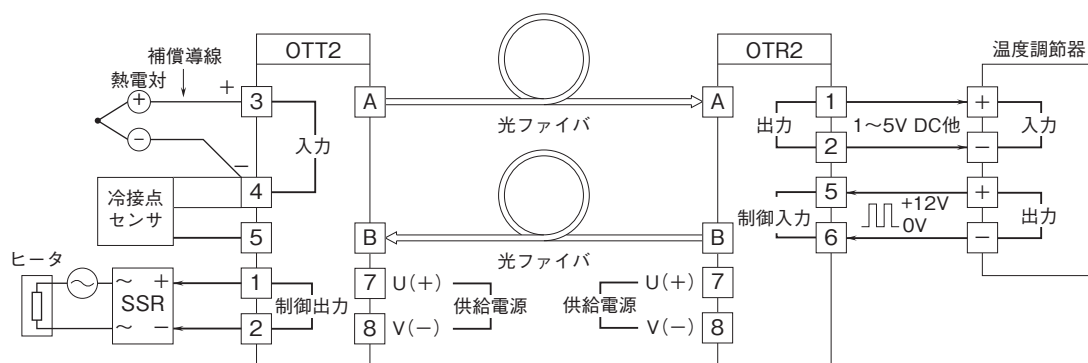 OTT2
OTR2
温度調節器
補償導線
熱電対
+
+
-
-
3
入力
4
冷接点
センサ
5
ヒータ
~
+
SSR
~
-
1
制御出力
2
A
光ファイバ
A
B
光ファイバ
B
7
U(+)
供給電源
8
V(-)
供給電源
U(+)
7
V(-)
8
出力
1
1～5V DC他
+
入力
2
-
制御入力
5
+12V
0V
+
出力
6
-